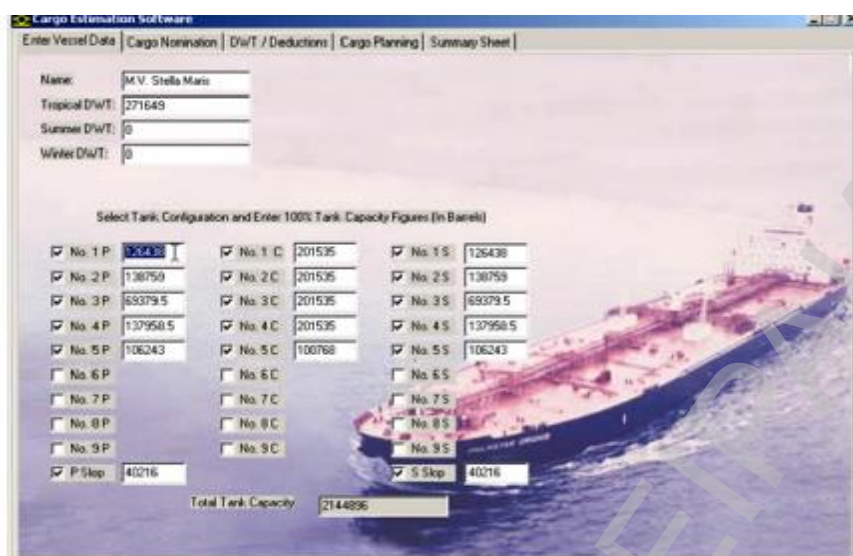 Cargo Estimation Software
Enter Vessel Data Cargo Nomination DWT / Deductions Cargo Planning Summary Sheet
Name: M.V. Stella Maris
Tropical DWT: 271649
Summer DWT: 0
Winter DWT: 0
Select Tank Configuration and Enter 100% Tank Capacity Figures (In Barrels)
No. 1 P 126438 No. 1 C 201535 No. 1 S 126438
No. 2 P 138759 No. 2 C 201535 No. 2 S 138759
No. 3 P 69379.5 No. 3 C 201535 No. 3 S 69379.5
No. 4 P 137958.5 No. 4 C 201535 No. 4 S 137958.5
No. 5 P 106243 No. 5 C 100768 No. 5 S 106243
No. 6 P No. 6 C No. 6 S
No. 7 P No. 7 C No. 7 S
No. 8 P No. 8 C No. 8 S
No. 9 P No. 9 C No. 9 S
P Slop 40216 S Slop 40216
Total Tank Capacity 2144896